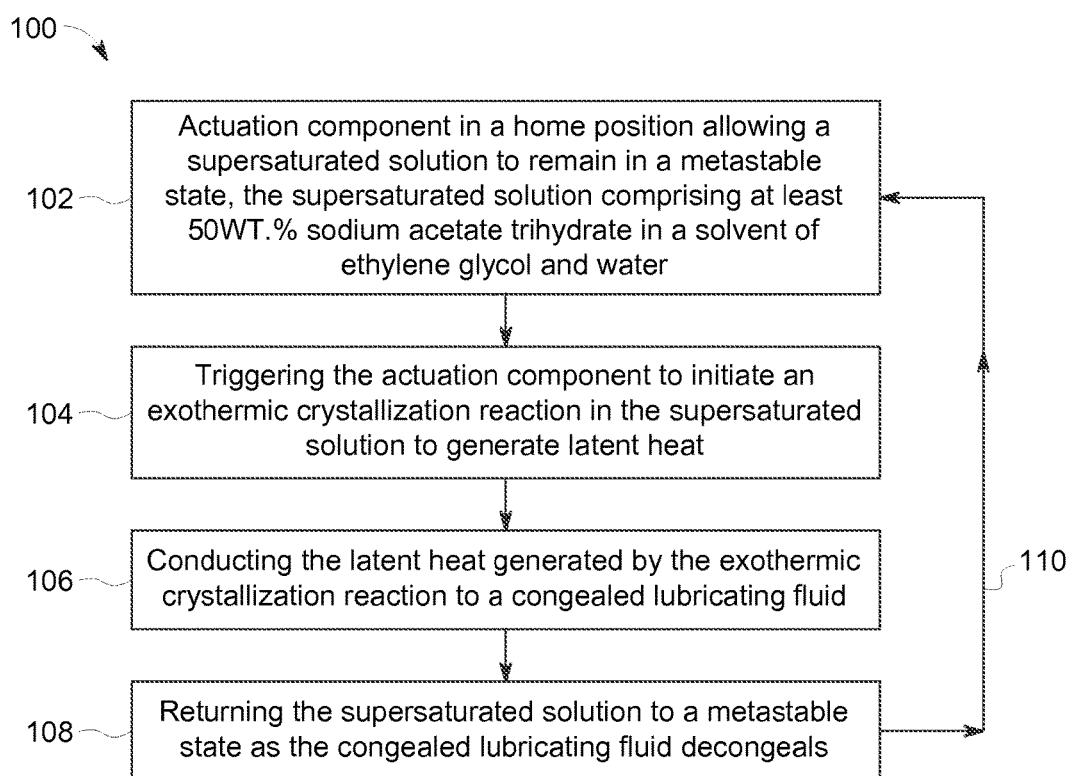 100
Actuation component in a home position allowing a
supersaturated solution to remain in a metastable
state, the supersaturated solution comprising at least
50WT.% sodium acetate trihydrate in a solvent of
ethylene glycol and water
102
Triggering the actuation component to initiate an
exothermic crystallization reaction in the supersaturated
solution to generate latent heat
104
Conducting the latent heat generated by the exothermic
crystallization reaction to a congealed lubricating fluid
106
110
Returning the supersaturated solution to a metastable
state as the congealed lubricating fluid decongeals
108